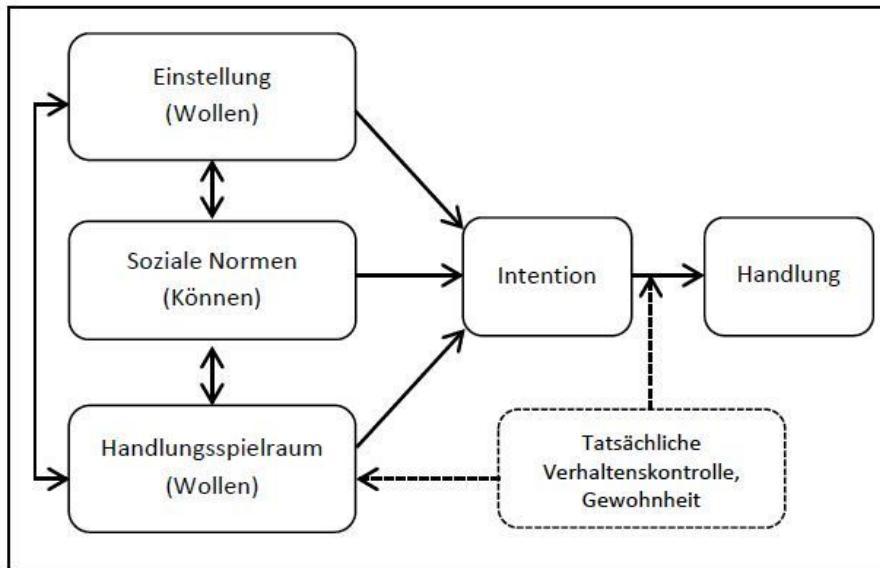 Einstellung
(Wollen)
Soziale Normen
(Können)
Intention
Handlung
Handlungsspielraum
(Wollen)
Tatsächliche
Verhaltenskontrolle,
Gewohnheit